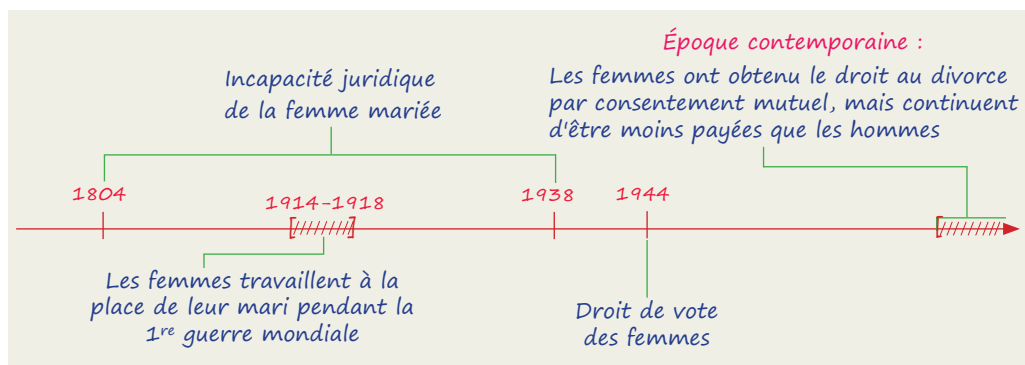 Époque contemporaine :
Les femmes ont obtenu le droit au divorce
par consentement mutuel, mais continuent
d'être moins payées que les hommes
Incapacité juridique
de la femme mariée
1804
1914-1918
1938
1944
Les femmes travaillent à la
place de leur mari pendant la
1re guerre mondiale
Droit de vote
des femmes